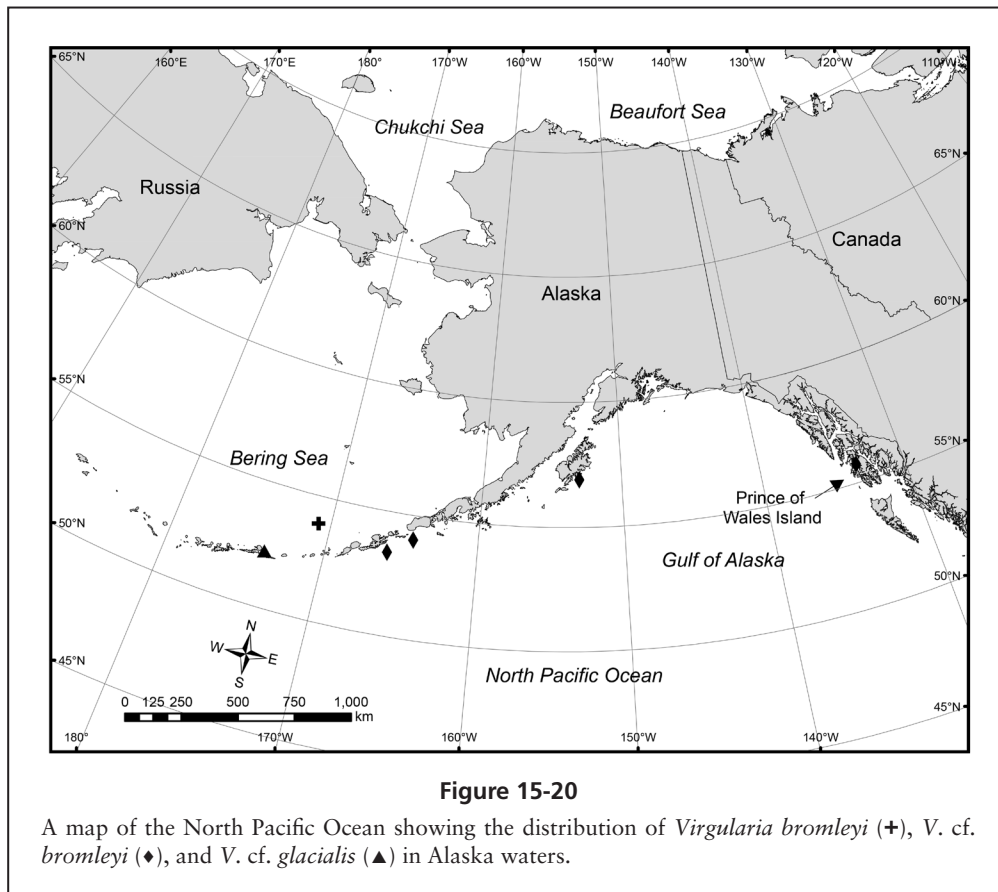 65°N 160°E 170°E 180° 170°W 160°W 150°W 140°W 130°W 120°W 110°W
Beaufort Sea
Chukchi Sea
65°N
Russia
60°N
Canada
Alaska
60°N
55°N
55°N
Bering Sea
Prince of
Wales Island
50°N
Gulf of Alaska
50°N
N
W E
S
North Pacific Ocean
45°N
0 125 250 500 750 1,000
km
45°N
180° 170°W 160°W 150°W 140°W
Figure 15-20
A map of the North Pacific Ocean showing the distribution of Virgularia bromleyi (+), V. cf.
bromleyi (♦), and V. cf. glacialis (▲) in Alaska waters.